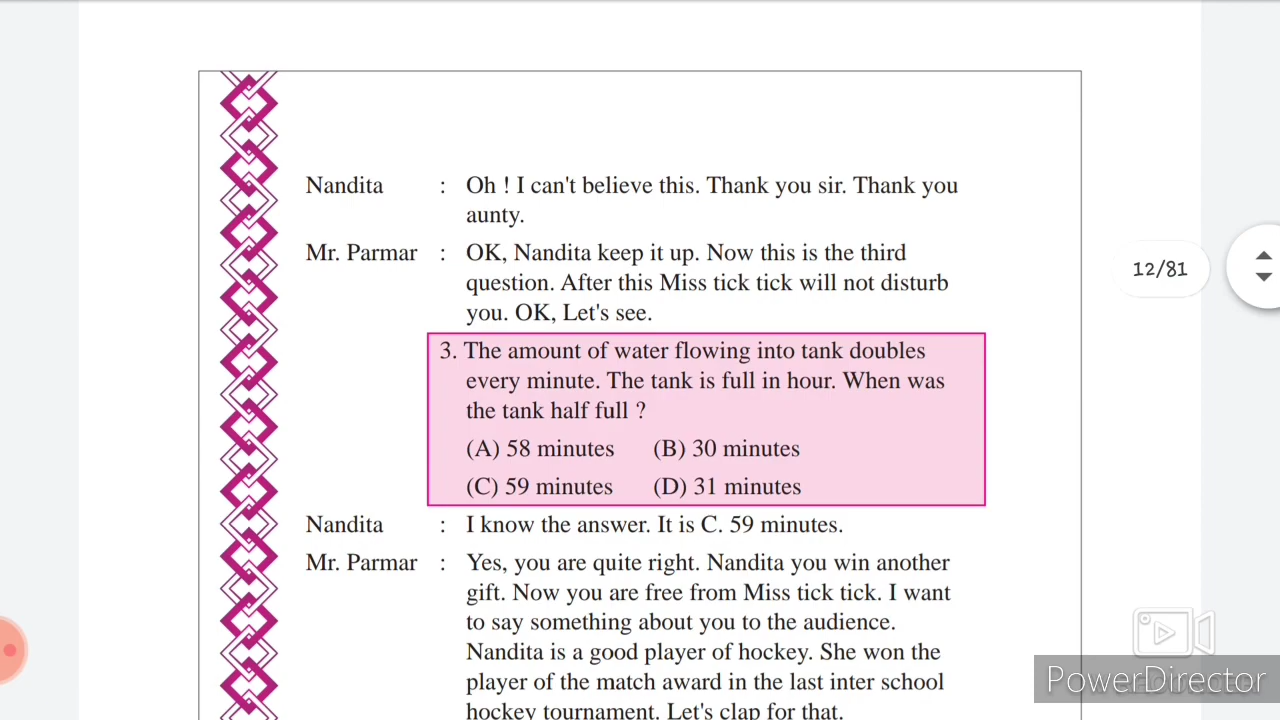 Nandita : Oh ! I can't believe this. Thank you sir. Thank you
aunty.
Mr. Parmar : OK, Nandita keep it up. Now this is the third
question. After this Miss tick tick will not disturb
you. OK, Let's see.
12/81
3. The amount of water flowing into tank doubles
every minute. The tank is full in hour. When was
the tank half full ?
(A) 58 minutes (B) 30 minutes
(C) 59 minutes (D) 31 minutes
Nandita : I know the answer. It is C. 59 minutes.
Mr. Parmar : Yes, you are quite right. Nandita you win another
gift. Now you are free from Miss tick tick. I want
to say something about you to the audience.
Nandita is a good player of hockey. She won the
player of the match award in the last inter school
hockey tournament. Let's clap for that.
PowerDirector